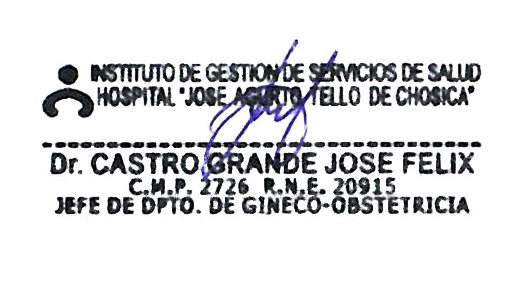 INSTITUTO DE GESTION DE SERVICIOS DE SALUD
HOSPITAL "JOSE AGURTO TELLO DE CHOSICA"
Dr. CASTRO GRANDE JOSE FELIX
C.M.P. 2726 R.N.E. 20915
JEFE DE DPTO. DE GINECO-OBSTETRICIA